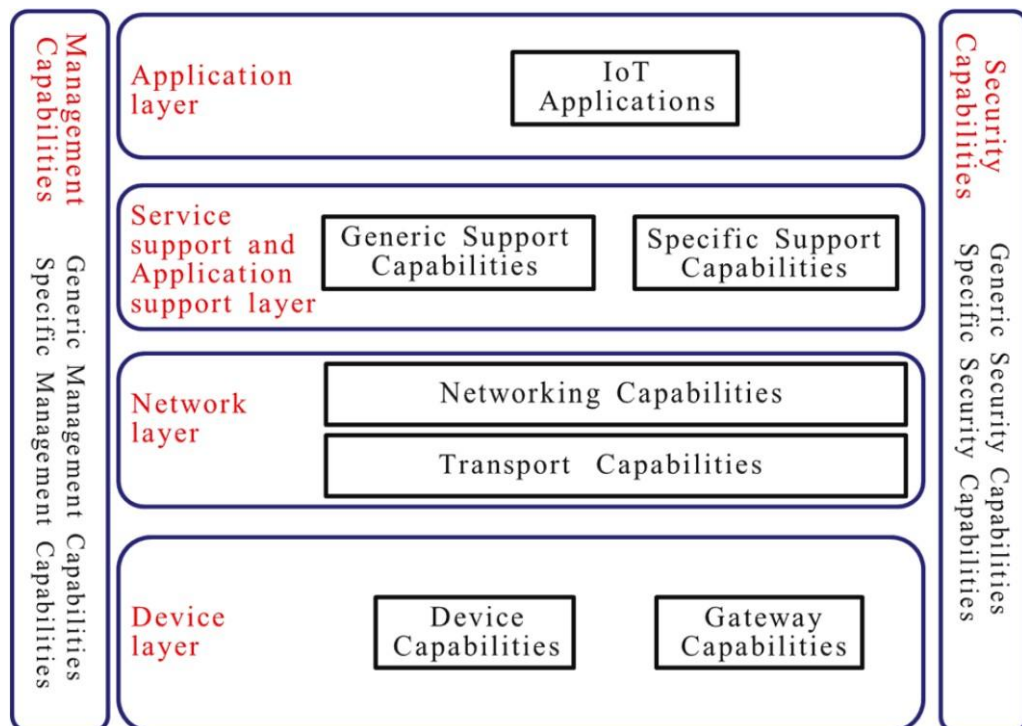 Management
Capabilities
Generic Management Capabilities
Specific Management Capabilities
Application
layer
IoT
Applications
Service
support and
Application
support layer
Generic Support
Capabilities
Specific Support
Capabilities
Network
layer
Networking Capabilities
Transport Capabilities
Device
layer
Device
Capabilities
Gateway
Capabilities
Security
Capabilities
Generic Security Capabilities
Specific Security Capabilities